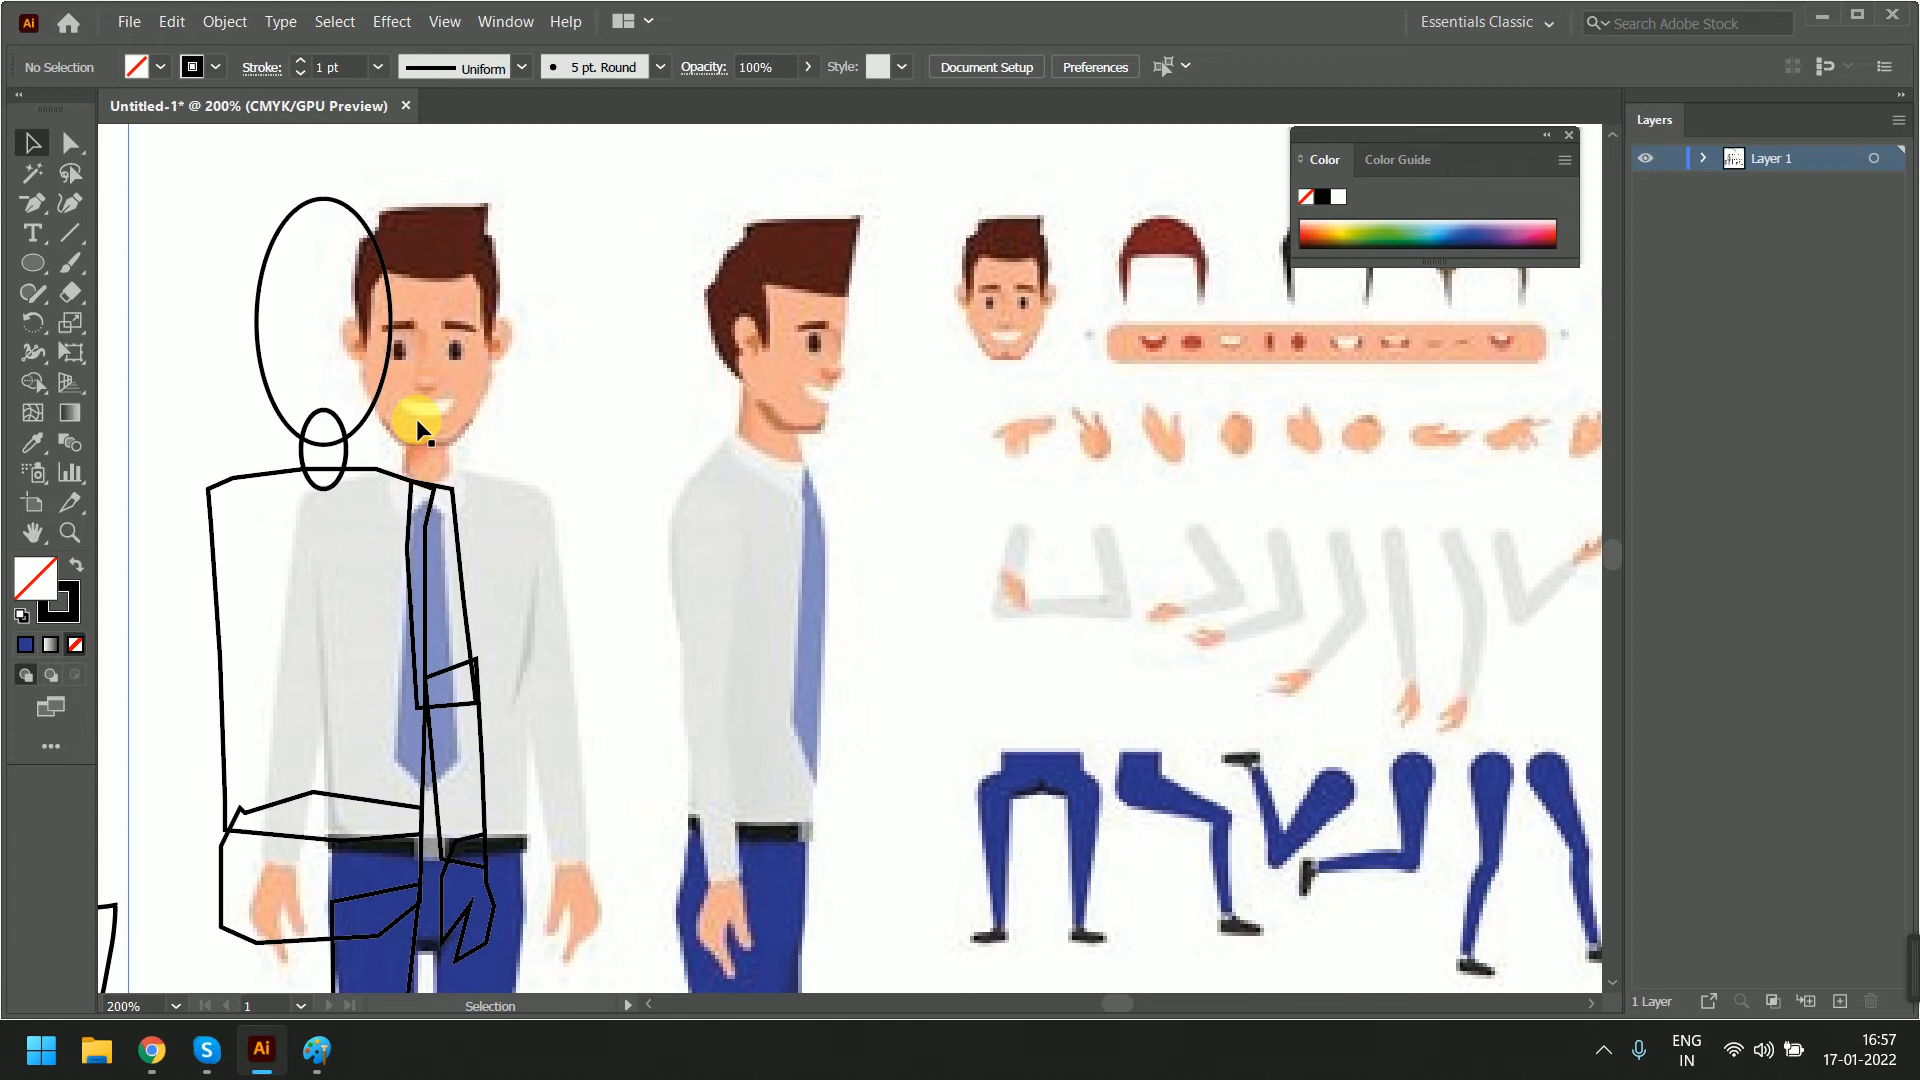 Ai File Edit Object Type Select Effect View Window Help Essentials Classic Search Adobe Stock
No Selection Stroke: 1 pt Uniform 5 pt. Round Opacity: 100% Style: Document Setup Preferences
Untitled-1* @ 200% (CMYK/GPU Preview)
Layers
Color Color Guide
Layer 1
200% 1 Selection
1 Layer
Ai
ENG
IN
16:57
17-01-2022